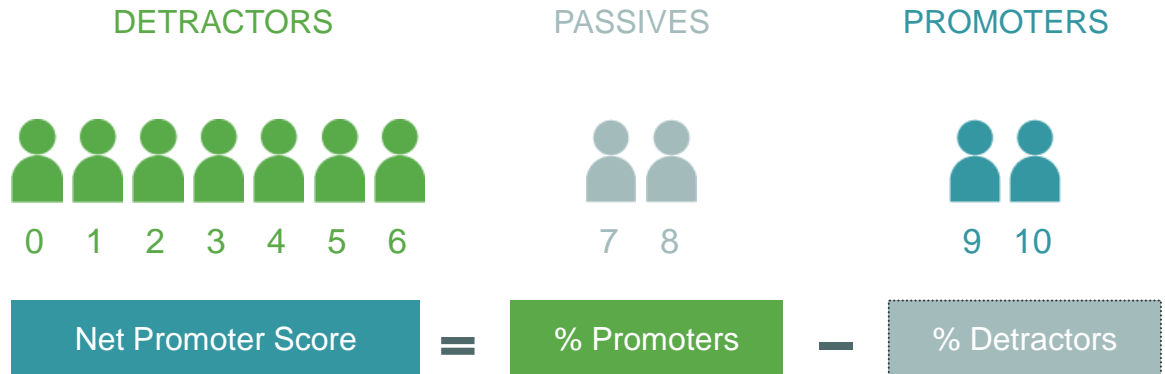 DETRACTORS PASSIVES PROMOTERS
0 1 2 3 4 5 6 7 8 9 10
Net Promoter Score = % Promoters − % Detractors